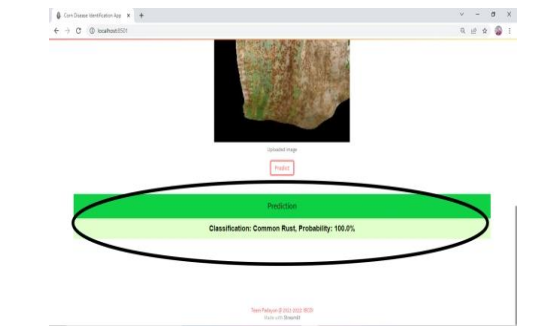 Corn Disease Identification App
localhost:8501
Uploaded Image
Predict
Prediction
Classification: Common Rust, Probability: 100.0%
Made with Streamlit